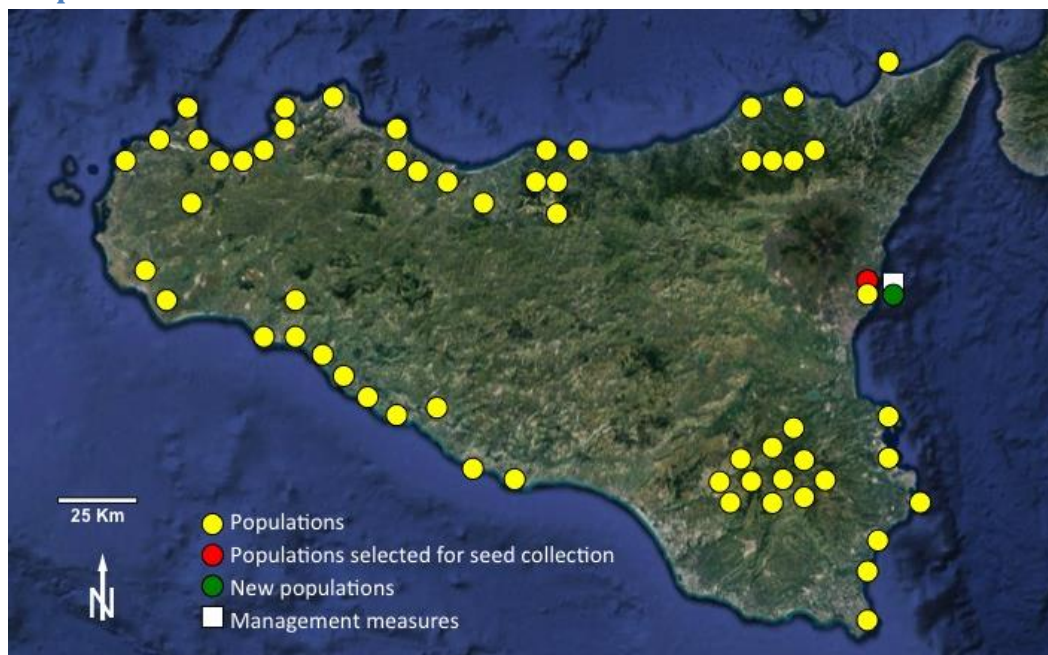 25 Km
N
Populations
Populations selected for seed collection
New populations
Management measures